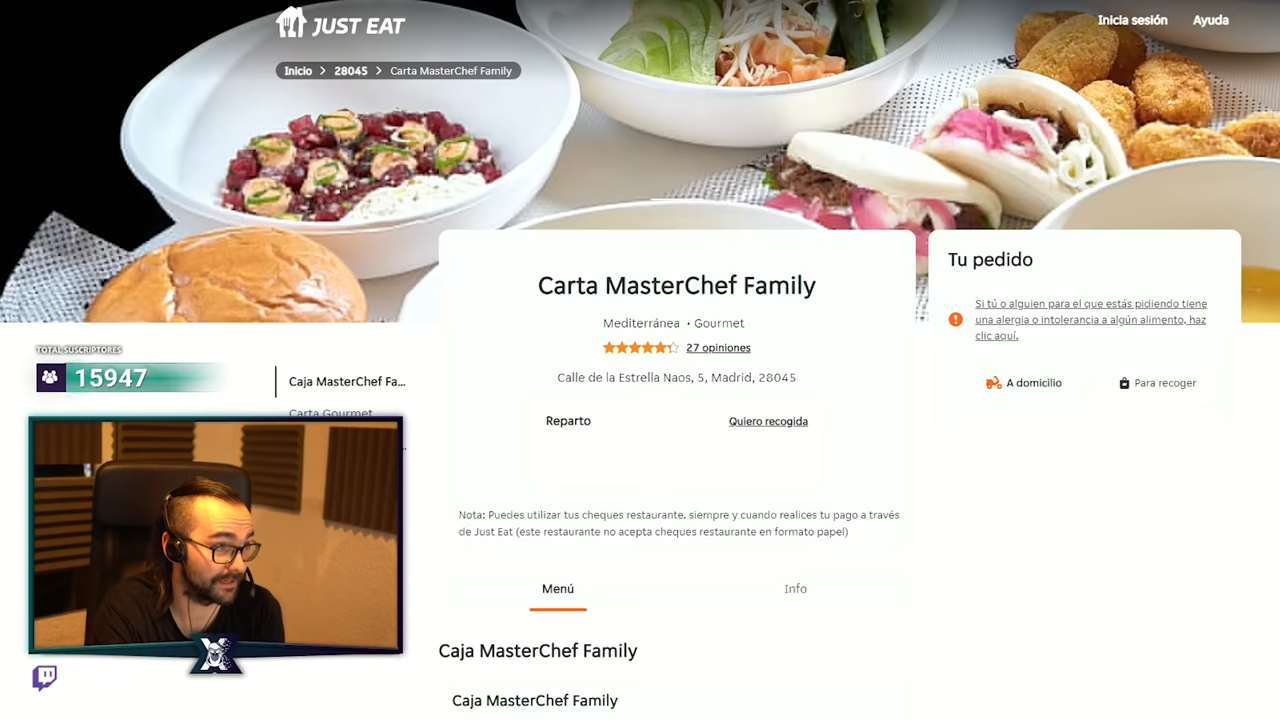 JUST EAT
Inicia sesión
Ayuda
Inicio
28045
Carta MasterChef Family
Carta MasterChef Family
Mediterránea • Gourmet
27 opiniones
Calle de la Estrella Naos, 5, Madrid, 28045
Reparto
Quiero recogida
Nota: Puedes utilizar tus cheques restaurante, siempre y cuando realices tu pago a través
de Just Eat (este restaurante no acepta cheques restaurante en formato papel)
Menú
Info
Caja MasterChef Family
Caja MasterChef Family
Tu pedido
Si tú o alguien para el que estás pidiendo tiene
una alergia o intolerancia a algún alimento, haz
clic aquí.
A domicilio
Para recoger
TOTAL SUSCRIPTORES
15947
Caja MasterChef Fa...
Carta Gourmet